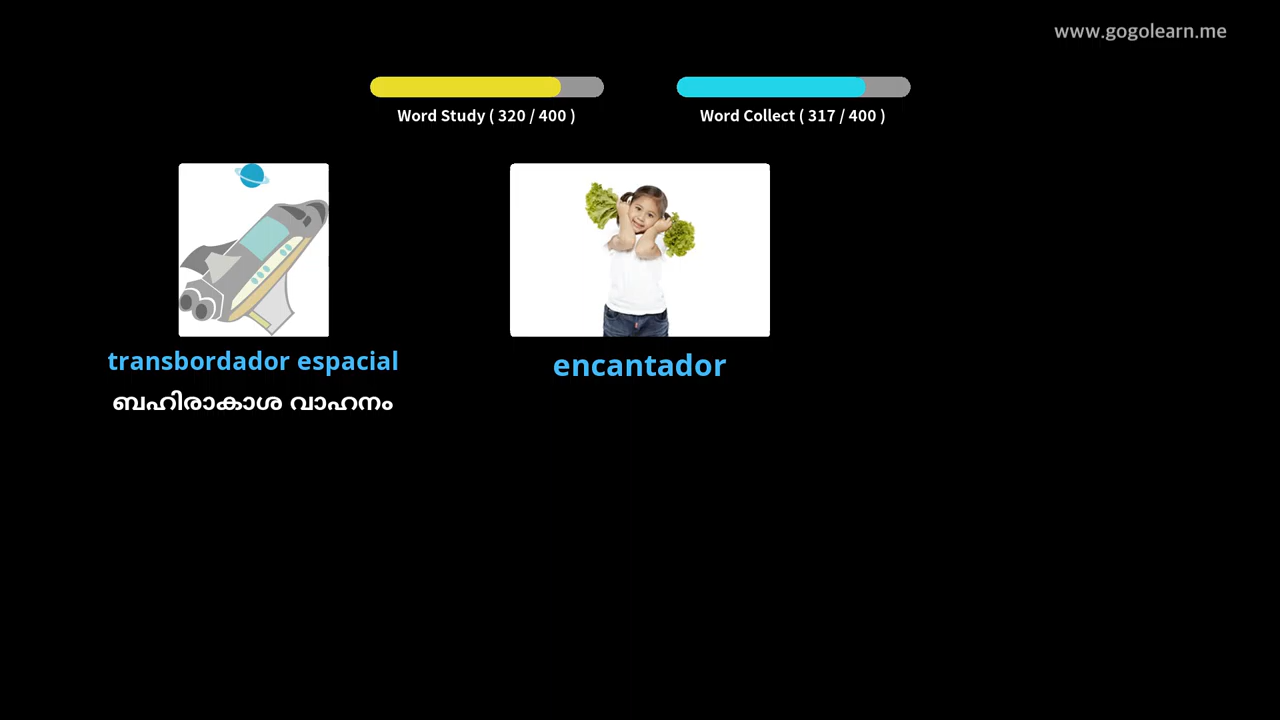 www.gogolearn.me
Word Study ( 320 / 400 )
Word Collect ( 317 / 400 )
transbordador espacial
ബഹിരാകാശ വാഹനം
encantador